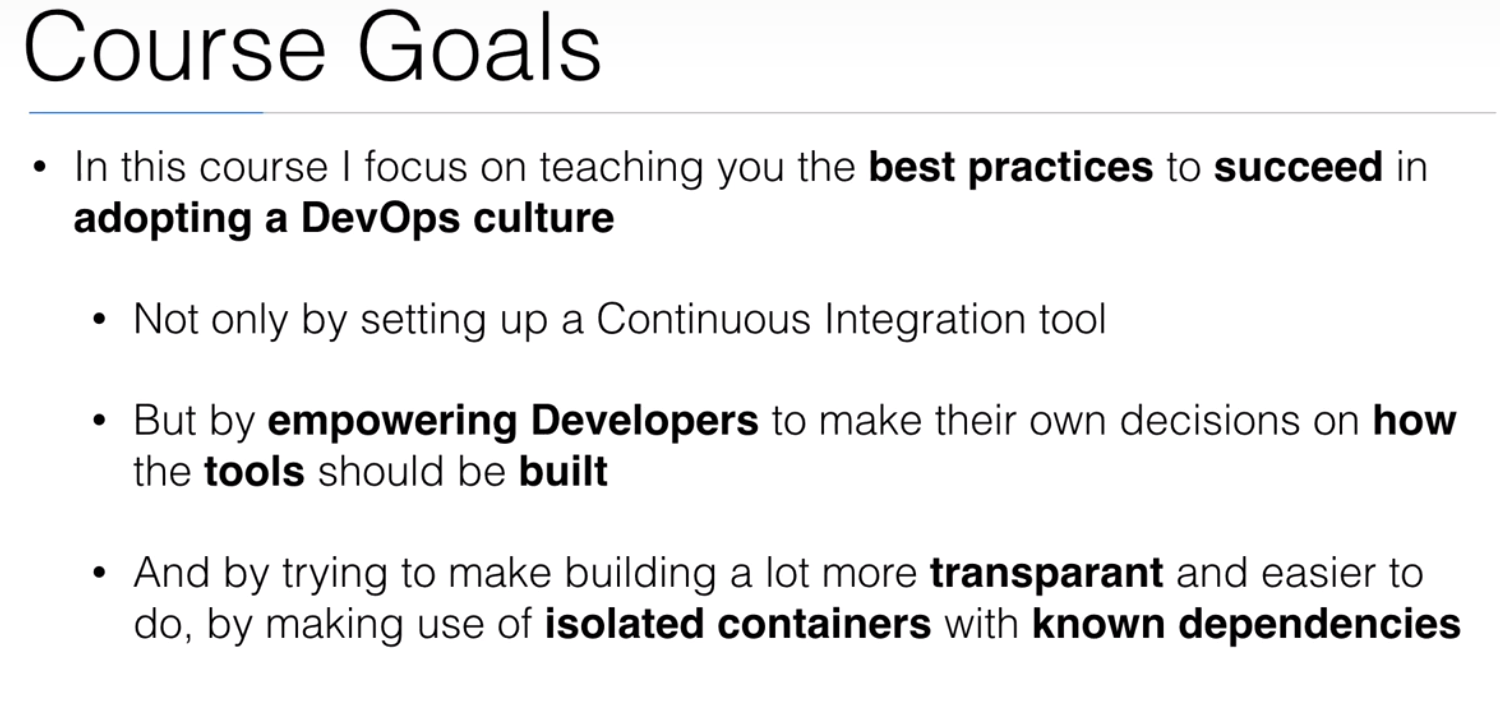 Course Goals
• In this course I focus on teaching you the best practices to succeed in
adopting a DevOps culture
• Not only by setting up a Continuous Integration tool
• But by empowering Developers to make their own decisions on how
the tools should be built
• And by trying to make building a lot more transparant and easier to
do, by making use of isolated containers with known dependencies